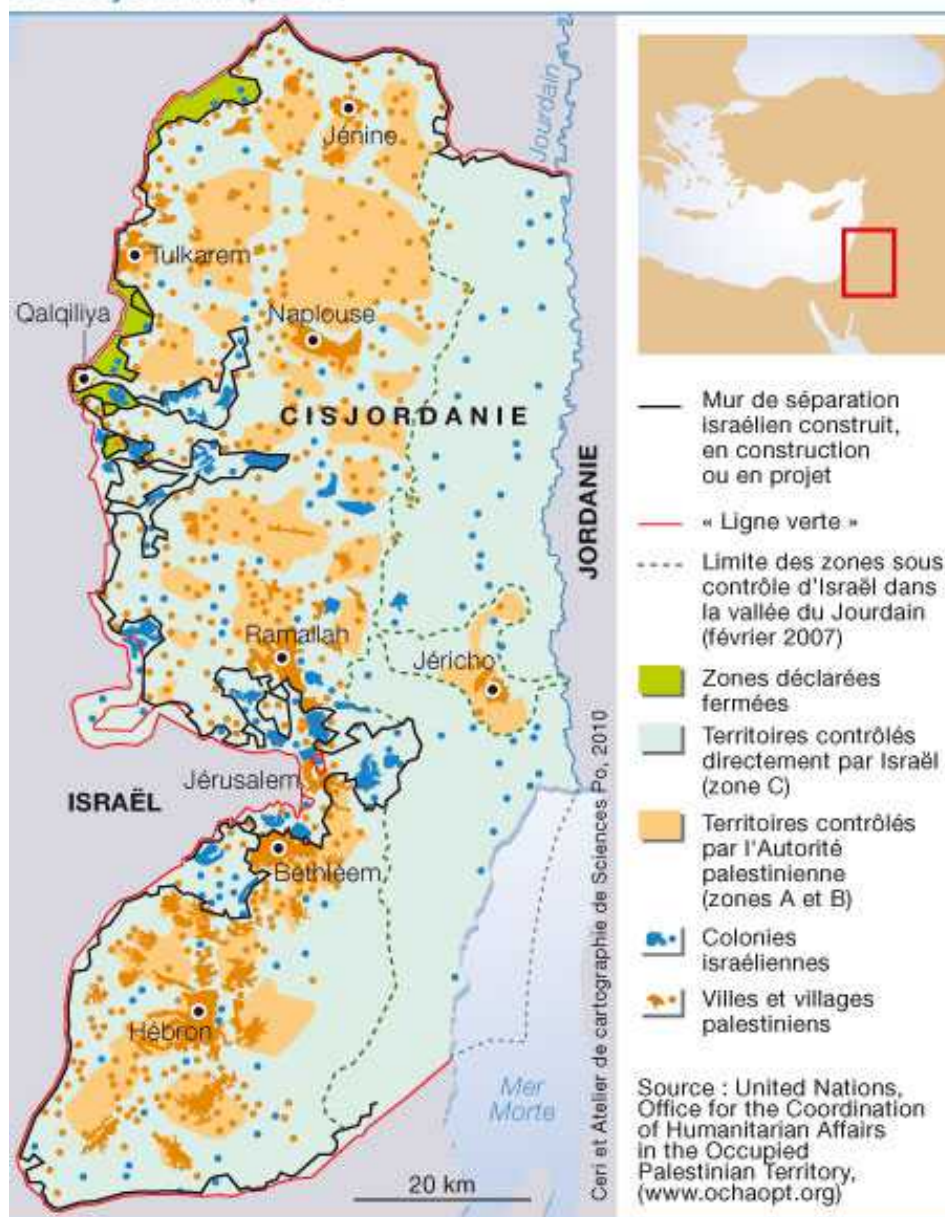 Jourdain
Jénine
Tulkarem
Qalqiliya
Naplouse
CISJORDANIE
JORDANIE
Ramallah
Jéricho
Jérusalem
ISRAËL
Bethléem
Hébron
Mer
Morte
20 km
Ceri et Atelier de cartographie de Sciences Po, 2010
Mur de séparation
israélien construit,
en construction
ou en projet
« Ligne verte »
Limite des zones sous
contrôle d'Israël dans
la vallée du Jourdain
(février 2007)
Zones déclarées
fermées
Territoires contrôlés
directement par Israël
(zone C)
Territoires contrôlés
par l'Autorité
palestinienne
(zones A et B)
Colonies
israéliennes
Villes et villages
palestiniens
Source : United Nations,
Office for the Coordination
of Humanitarian Affairs
in the Occupied
Palestinian Territory,
(www.ochaopt.org)